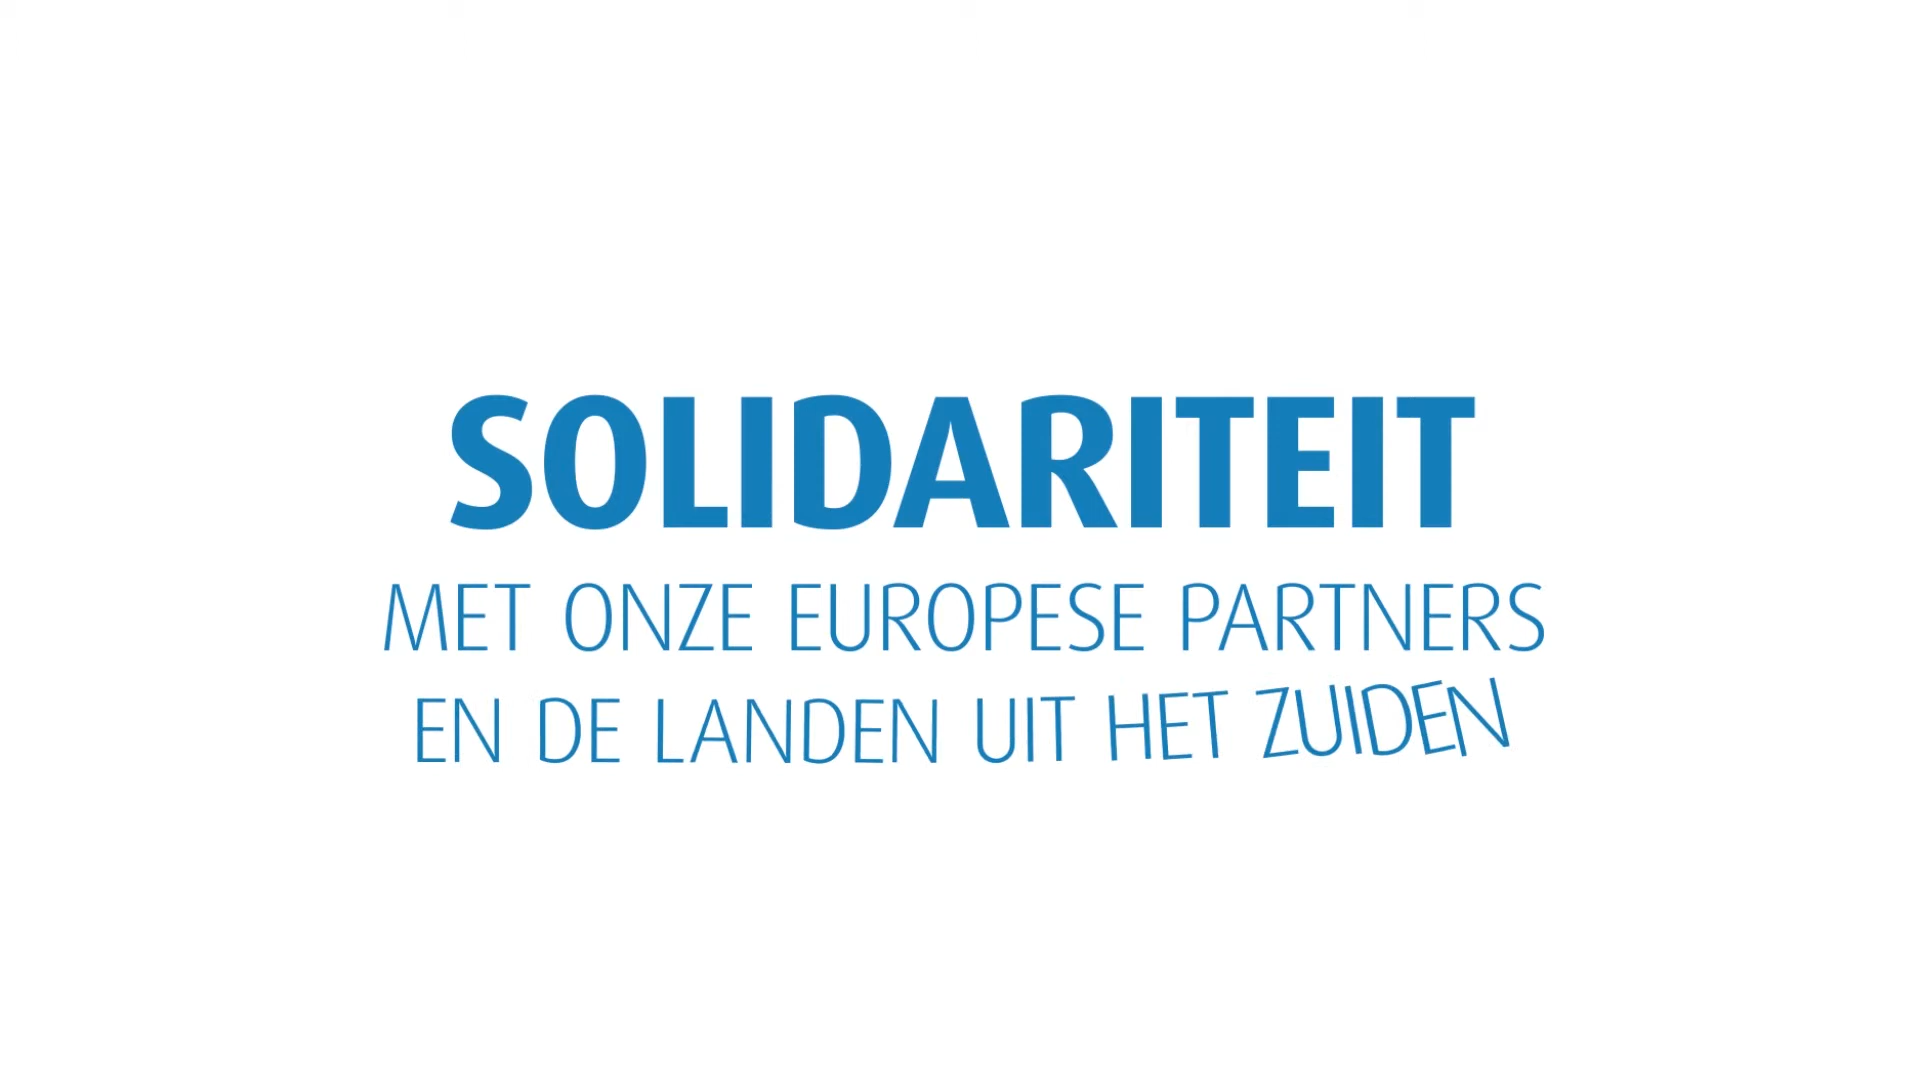 SOLIDARITEIT
MET ONZE EUROPESE PARTNERS
EN DE LANDEN UIT HET ZUIDEN